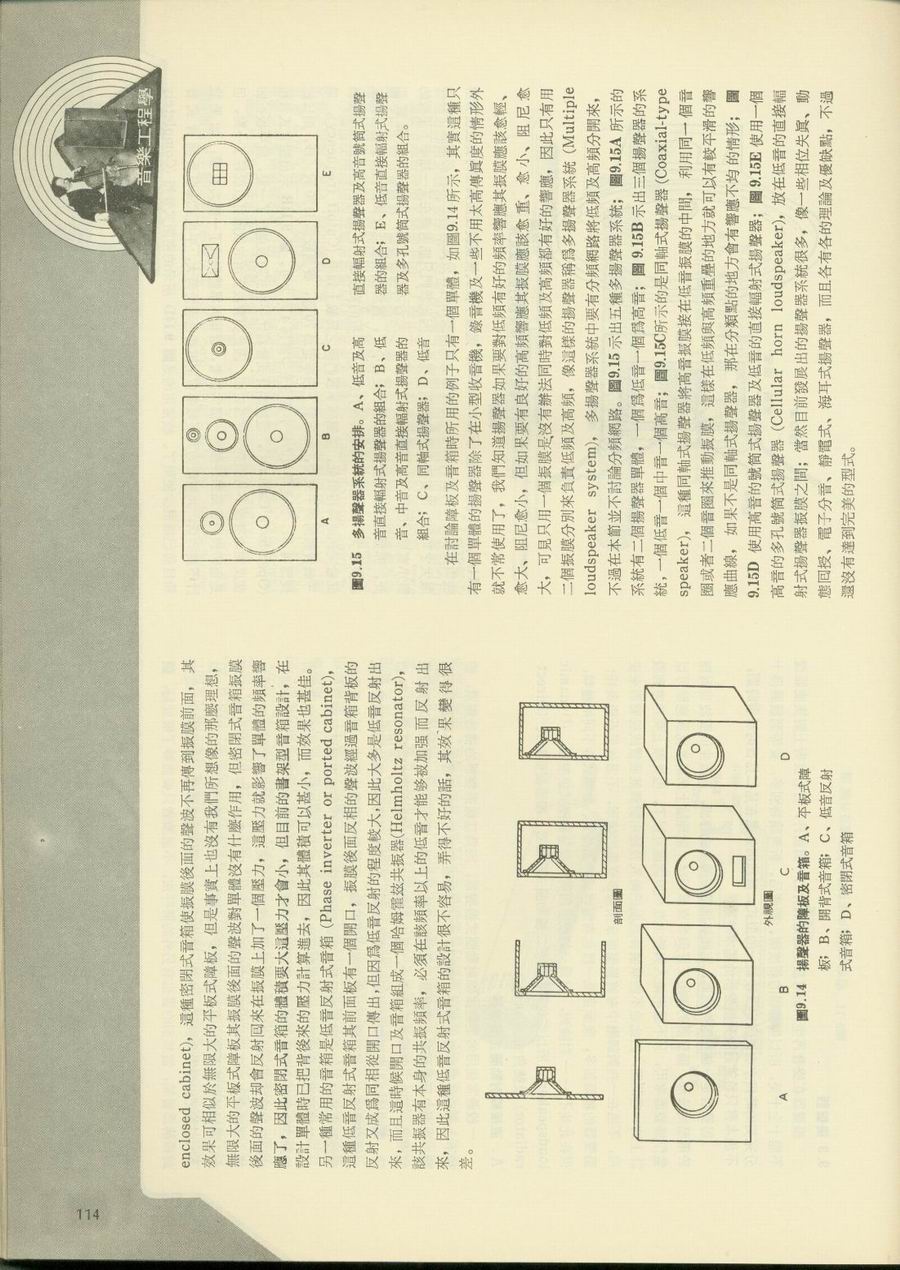 114
enclosed cabinet)，這種密閉式音箱使振膜後面的聲波不再傳到振膜前面，其
效果可相似於無限大的平板式障板，但是事實上也沒有我們所想像的那麼理想，
無限大的平板式障板其振膜後面的聲波對單體沒有什麼作用，但密閉式音箱振膜
後面的聲波却會反射回來在振膜上加了一個壓力，這壓力就影響了單體的頻率響
應了，因此密閉式音箱的體積要大這壓力才會小，但目前的書架型音箱設計，在
設計單體時已把背後來的壓力計算進去，因此其體積可以甚小，而效果也甚佳。
另一種常用的音箱是低音反射式音箱 (Phase inverter or ported cabinet)，
這種低音反射式音箱其前面板有一個開口，振膜後面反相的聲波經過音箱背板的
反射又成爲同相從開口傳出，但因爲低音反射的程度較大，因此大多是低音反射出
來，而且這時候開口及音箱組成一個哈姆霍玆共振器(Helmholtz resonator)，
該共振器有本身的共振頻率，必須在該頻率以上的低音才能够被加强而反射出
來，因此這種低音反射式音箱的設計很不容易，弄得不好的話，其效果變得很
差。
剖面圖
外視圖
A B C D
圖9.14 揚聲器的障板及音箱。A、平板式障
板；B、開背式音箱；C、低音反射
式音箱；D、密閉式音箱
音樂工程學
A B C D E
圖9.15 多揚聲器系統的安排。A、低音及高
音直接輻射式揚聲器的組合；B、低
音、中音及高音直接輻射式揚聲器的
組合；C、同軸式揚聲器；D、低音
直接輻射式揚聲器及高音號筒式揚聲
器的組合；E、低音直接輻射式揚聲
器及多孔號筒式揚聲器的組合。
在討論障板及音箱時所用的例子只有一個單體，如圖9.14 所示，其實這種只
有一個單體的揚聲器除了在小型收音機，錄音機及一些不用太高傳眞度的情形外
就不常使用了，我們知道揚聲器如果要對低頻有好的頻率響應其振膜應該愈輕、
愈大、阻尼愈小，但如果要有良好的高頻響應其振膜應該愈重、愈小、阻尼愈
大，可見只用一個振膜是沒有辦法同時對低頻及高頻都有好的響應，因此只有用
二個振膜分別來負責低頻及高頻，像這樣的揚聲器稱爲多揚聲器系統 (Multiple
loudspeaker system)，多揚聲器系統中要有分頻網路將低頻及高頻分開來，
不過在本節並不討論分頻網路。圖9.15 示出五種多揚聲器系統；圖9.15A 所示的
系統有二個揚聲器單體，一個爲低音一個爲高音；圖 9.15B 示出三個揚聲器的系
統，一個低音一個中音一個高音；圖9.15C所示的是同軸式揚聲器(Coaxial-type
speaker)，這種同軸式揚聲器將高音振膜接在低音振膜的中間，利用同一個音
圈或者二個音圈來推動振膜，這樣在低頻與高頻重疊的地方就可以有較平滑的響
應曲線，如果不是同軸式揚聲器，那在分類點的地方會有響應不均的情形；圖
9.15D 使用高音的號筒式揚聲器及低音的直接輻射式揚聲器；圖 9.15E 使用一個
高音的多孔號筒式揚聲器 (Cellular horn loudspeaker)，放在低音的直接輻
射式揚聲器振膜之間；當然目前發展出的揚聲器系統很多，像一些相位失眞、動
態回授、電子分音、靜電式、海耳式揚聲器，而且各有各的理論及優缺點，不過
還沒有達到完美的型式。